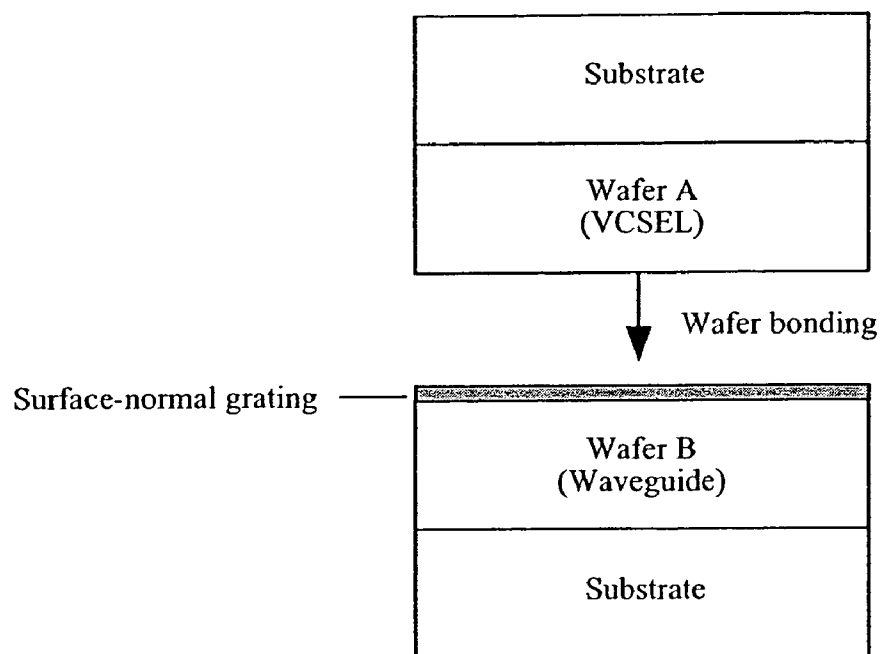 Substrate
Wafer A
(VCSEL)
Wafer bonding
Surface-normal grating
Wafer B
(Waveguide)
Substrate